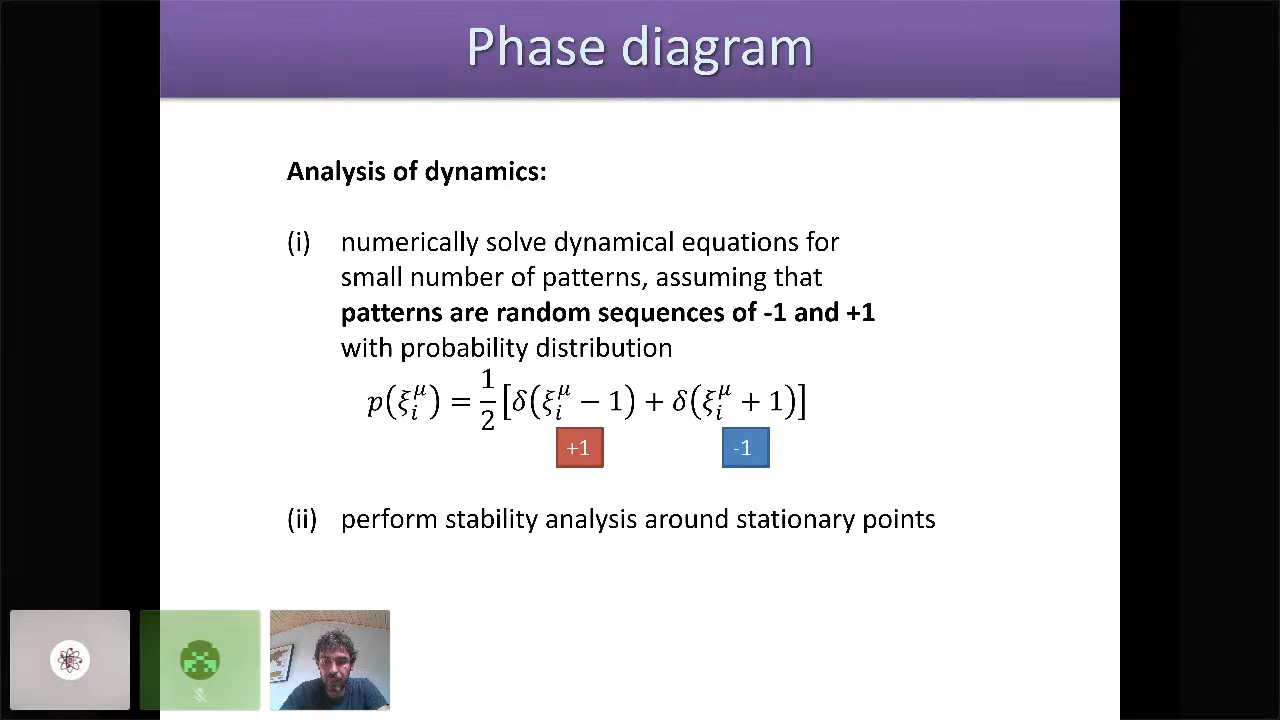 Phase diagram
Analysis of dynamics:
(i) numerically solve dynamical equations for
small number of patterns, assuming that
patterns are random sequences of -1 and +1
with probability distribution
p(ξᵢ^μ) = 1/2 [δ(ξᵢ^μ − 1) + δ(ξᵢ^μ + 1)]
+1 -1
(ii) perform stability analysis around stationary points